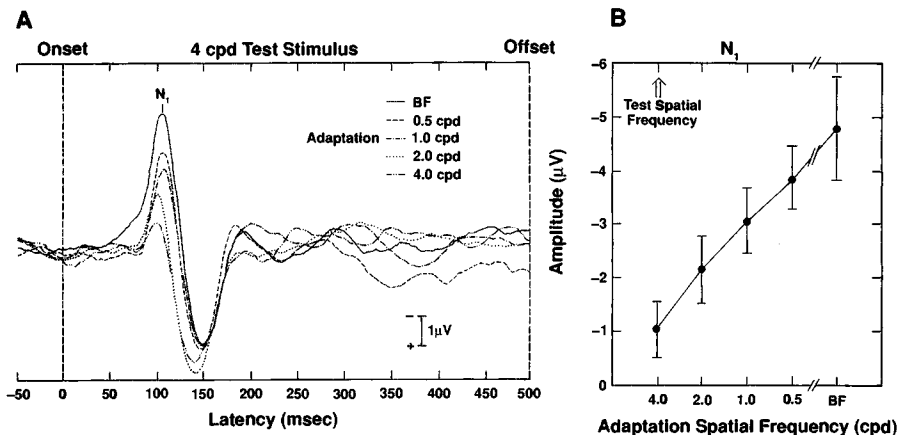 A
Onset 4 cpd Test Stimulus Offset
N₁
BF
0.5 cpd
Adaptation 1.0 cpd
2.0 cpd
4.0 cpd
−
1μV
+
−50 0 50 100 150 200 250 300 350 400 450 500
Latency (msec)
B
N₁
Test Spatial
Frequency
Amplitude (μV)
−6
−5
−4
−3
−2
−1
0
4.0 2.0 1.0 0.5 BF
Adaptation Spatial Frequency (cpd)